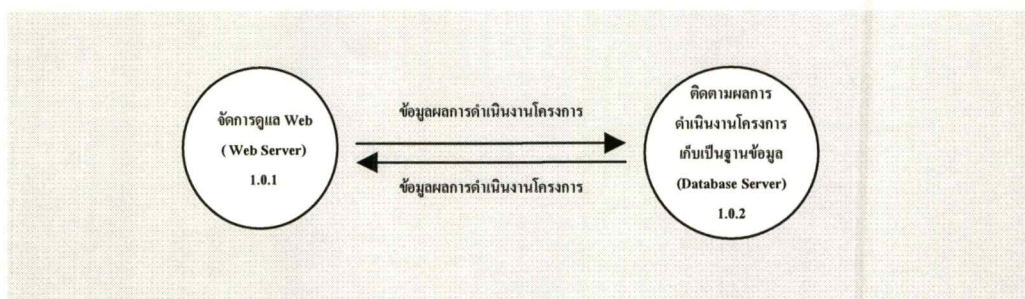 จัดการดูแล Web
( Web Server)
1.0.1
ข้อมูลผลการดำเนินงานโครงการ
ข้อมูลผลการดำเนินงานโครงการ
ติดตามผลการ
ดำเนินงานโครงการ
เก็บเป็นฐานข้อมูล
(Database Server)
1.0.2